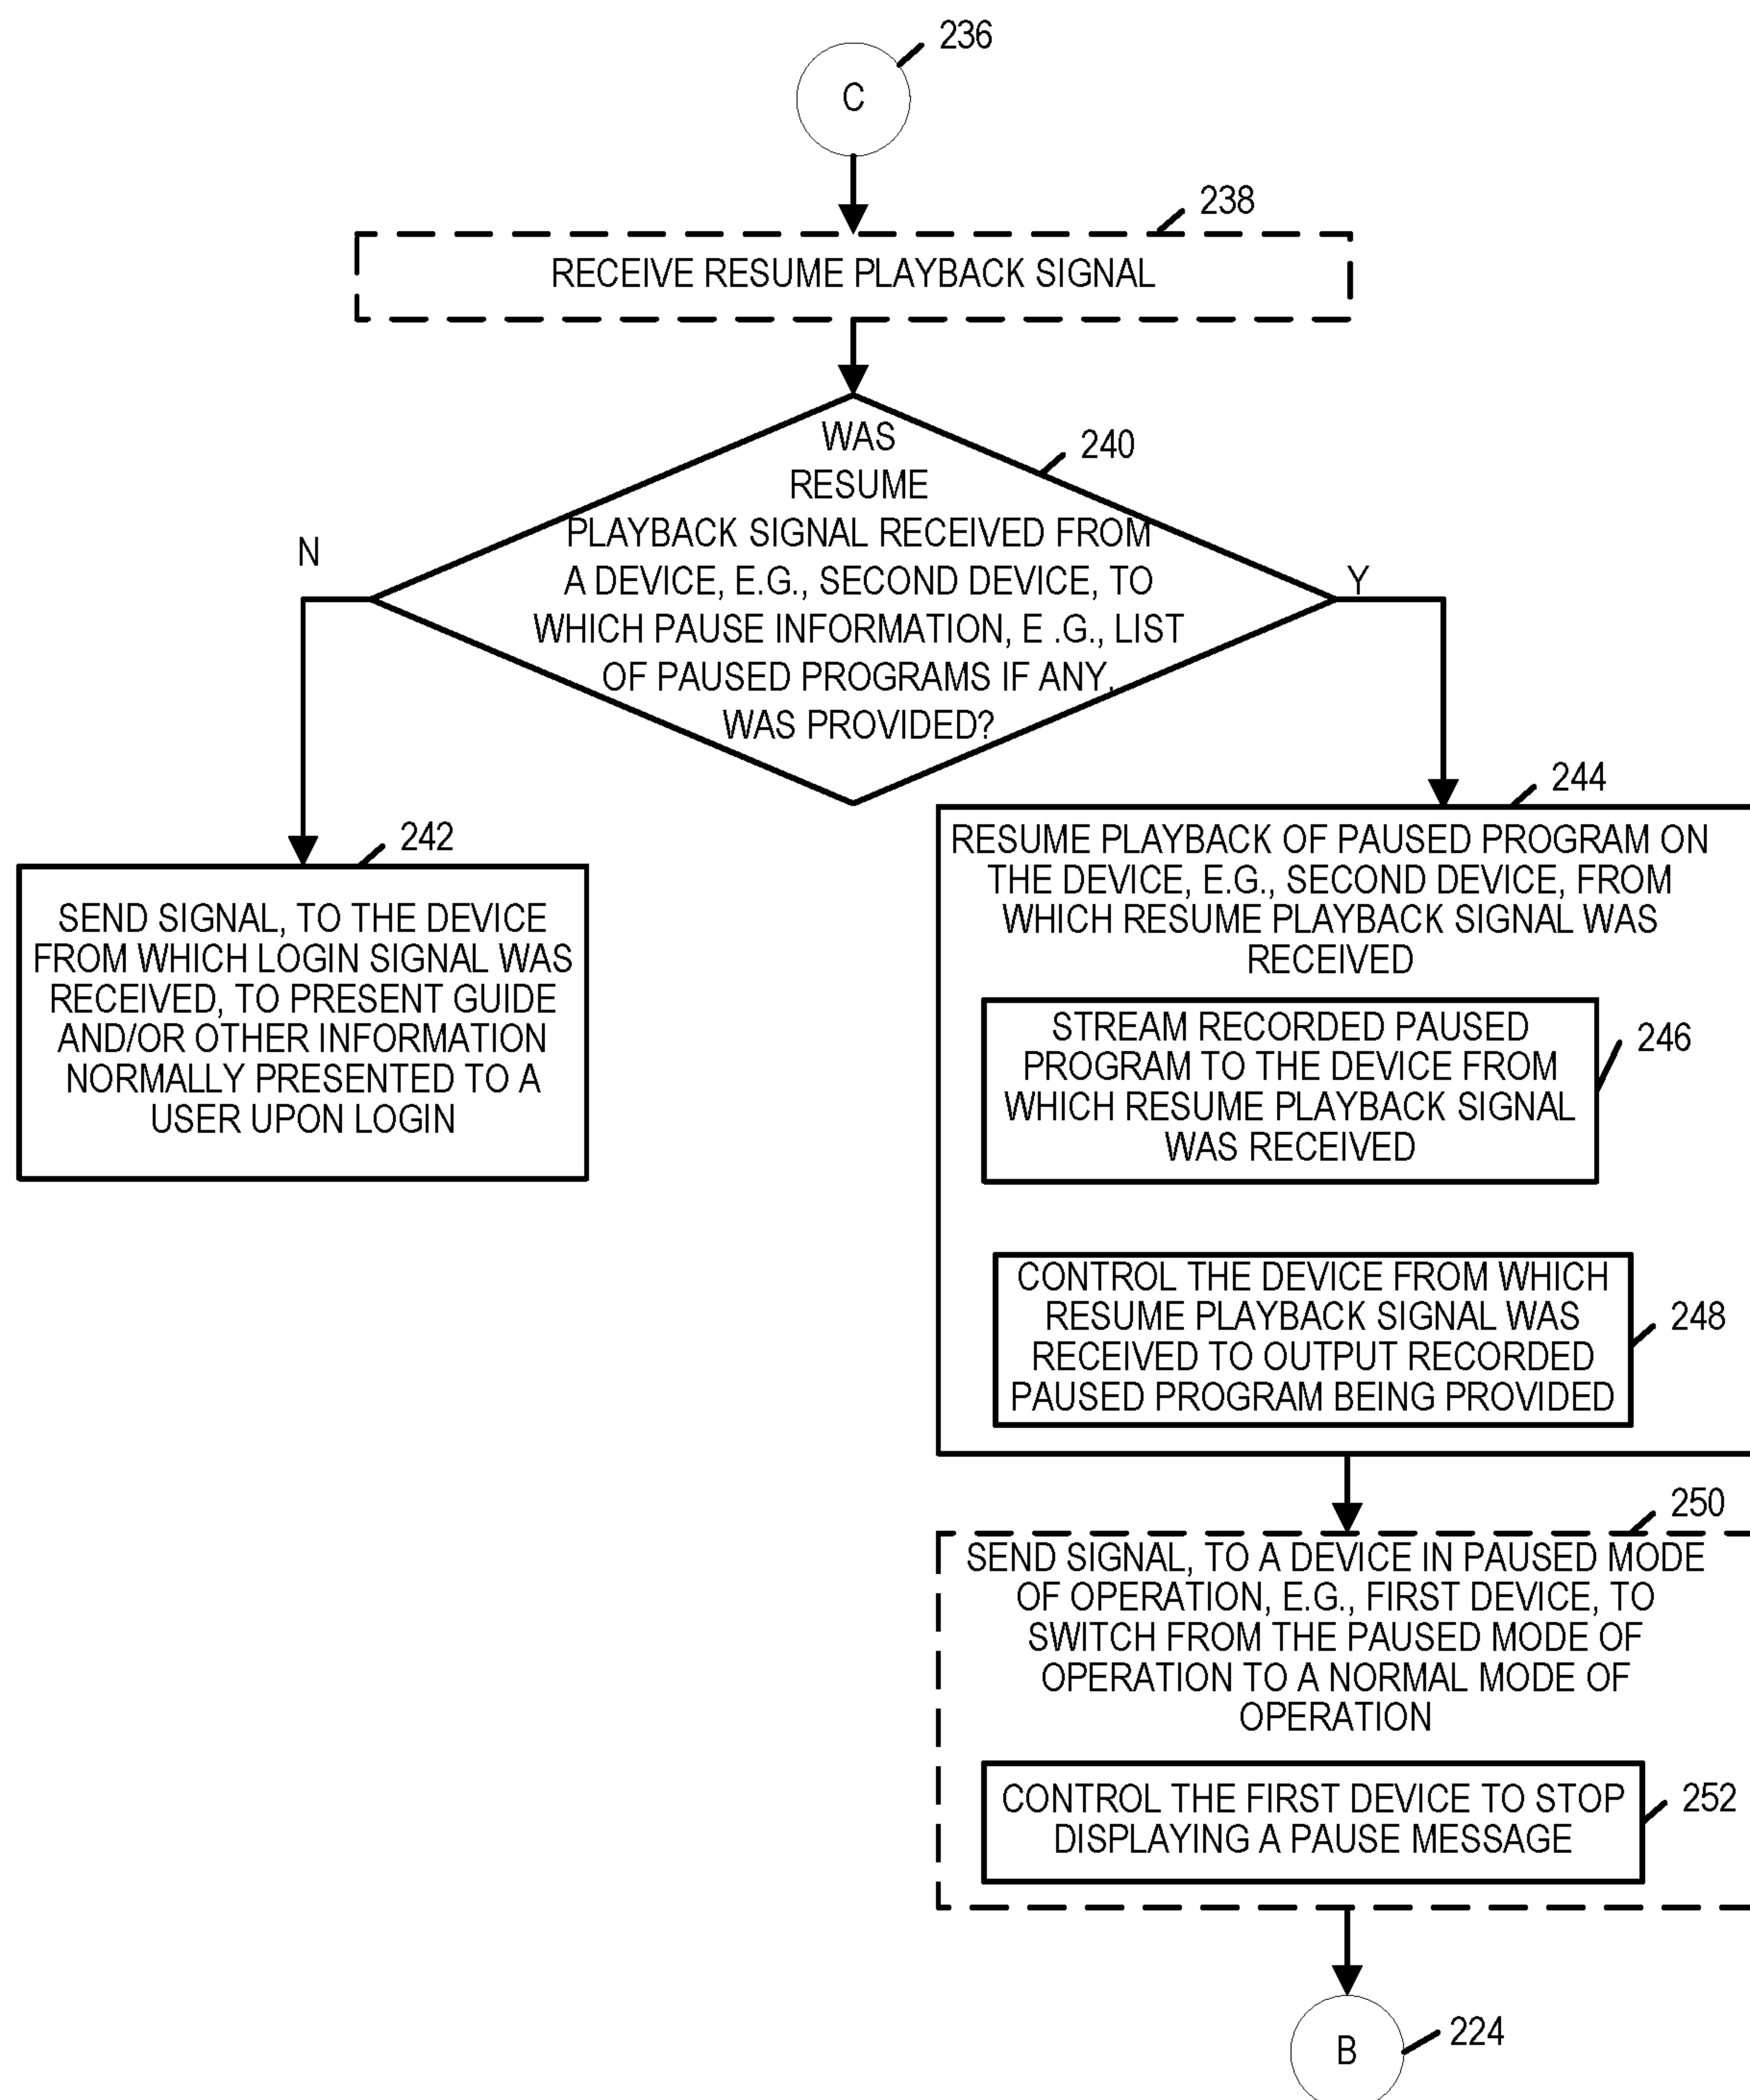 236
C
238
RECEIVE RESUME PLAYBACK SIGNAL
240
WAS
RESUME
PLAYBACK SIGNAL RECEIVED FROM
A DEVICE, E.G., SECOND DEVICE, TO
WHICH PAUSE INFORMATION, E .G., LIST
OF PAUSED PROGRAMS IF ANY,
WAS PROVIDED?
N
Y
242
SEND SIGNAL, TO THE DEVICE
FROM WHICH LOGIN SIGNAL WAS
RECEIVED, TO PRESENT GUIDE
AND/OR OTHER INFORMATION
NORMALLY PRESENTED TO A
USER UPON LOGIN
244
RESUME PLAYBACK OF PAUSED PROGRAM ON
THE DEVICE, E.G., SECOND DEVICE, FROM
WHICH RESUME PLAYBACK SIGNAL WAS
RECEIVED
STREAM RECORDED PAUSED
PROGRAM TO THE DEVICE FROM
WHICH RESUME PLAYBACK SIGNAL
WAS RECEIVED
246
CONTROL THE DEVICE FROM WHICH
RESUME PLAYBACK SIGNAL WAS
RECEIVED TO OUTPUT RECORDED
PAUSED PROGRAM BEING PROVIDED
248
250
SEND SIGNAL, TO A DEVICE IN PAUSED MODE
OF OPERATION, E.G., FIRST DEVICE, TO
SWITCH FROM THE PAUSED MODE OF
OPERATION TO A NORMAL MODE OF
OPERATION
CONTROL THE FIRST DEVICE TO STOP
DISPLAYING A PAUSE MESSAGE
252
B
224